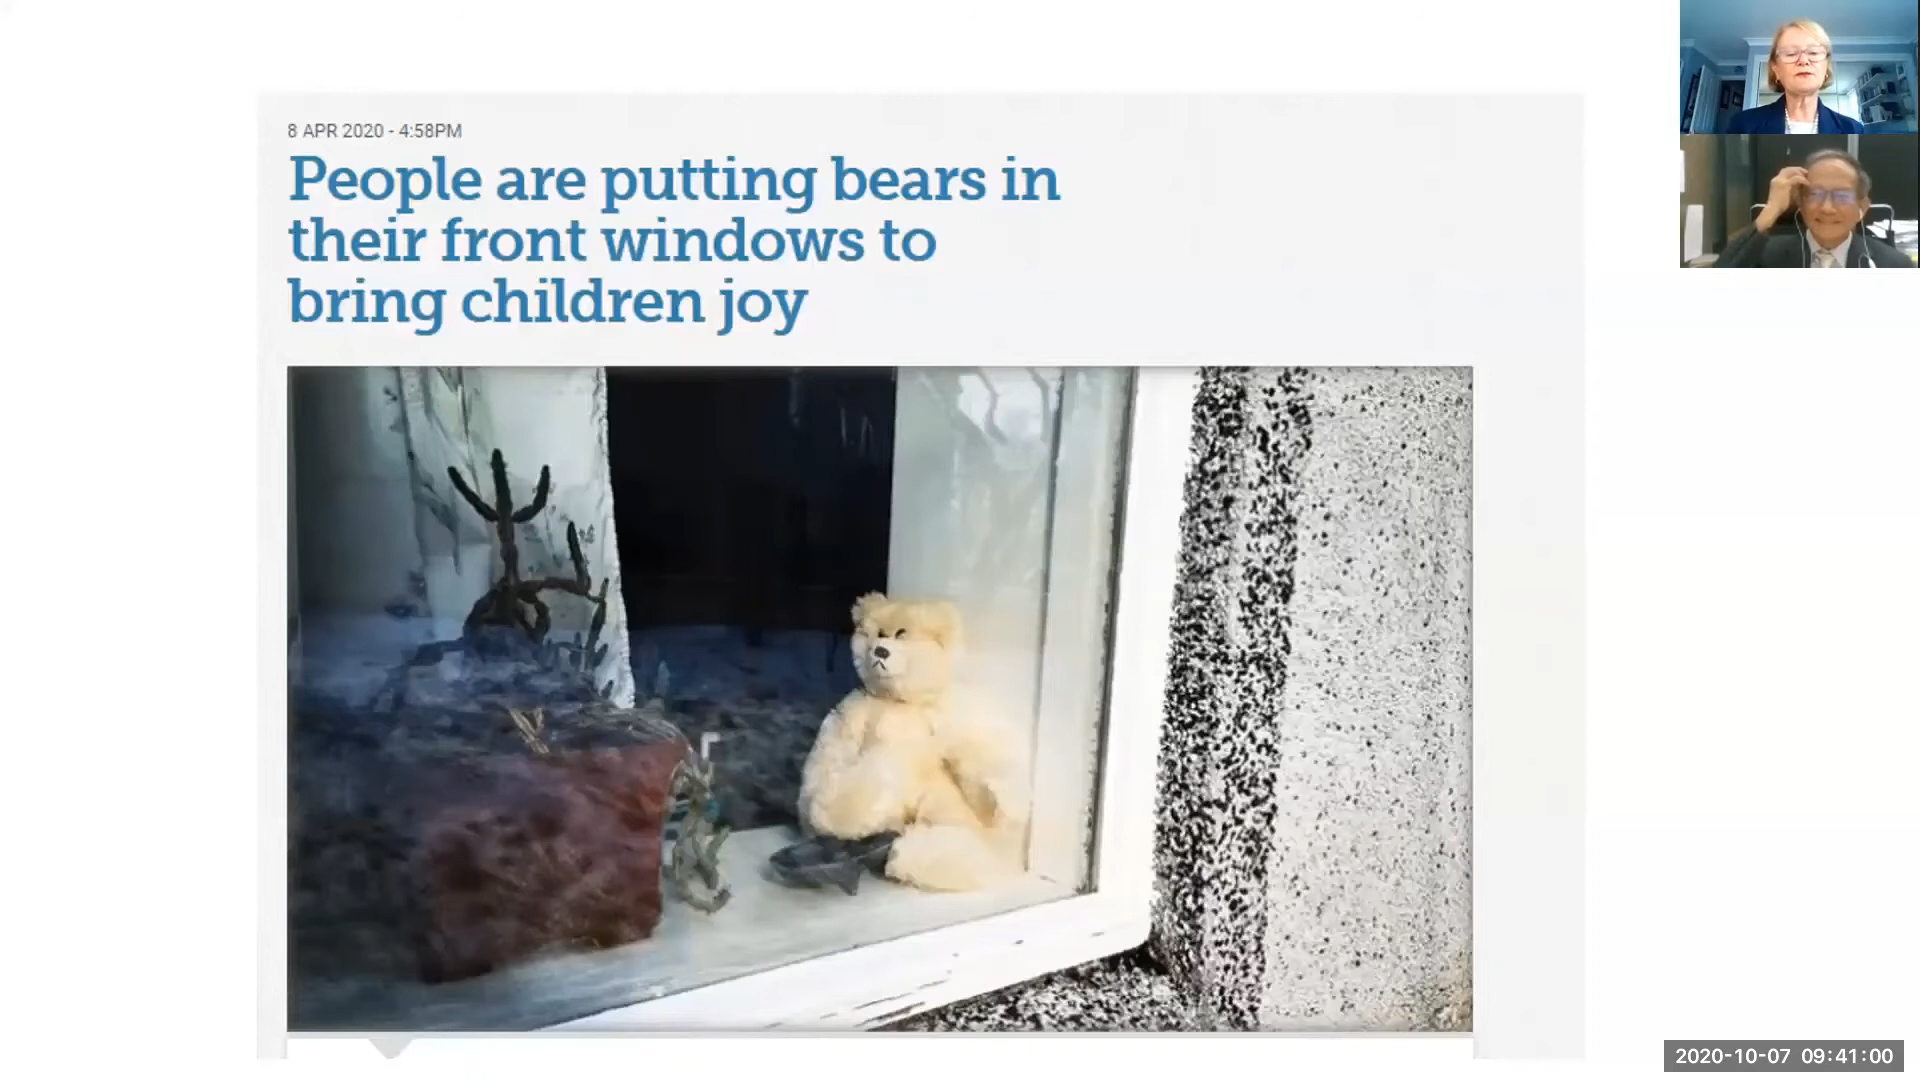 8 APR 2020 - 4:58PM
People are putting bears in
their front windows to
bring children joy
2020-10-07 09:41:00